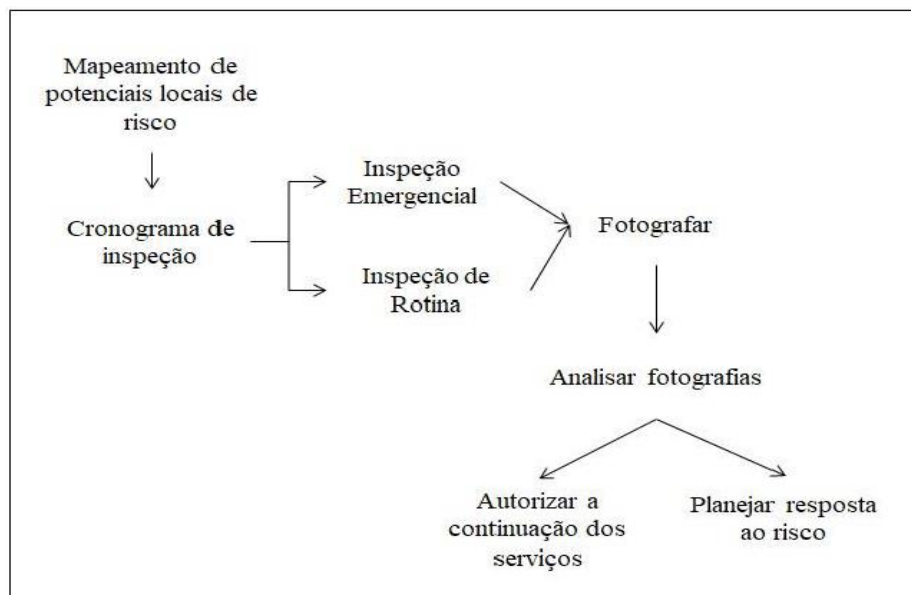 Mapeamento de
potenciais locais de
risco
Cronograma de
inspeção
Inspeção
Emergencial
Inspeção de
Rotina
Fotografar
Analisar fotografias
Autorizar a
continuação dos
serviços
Planejar resposta
ao risco